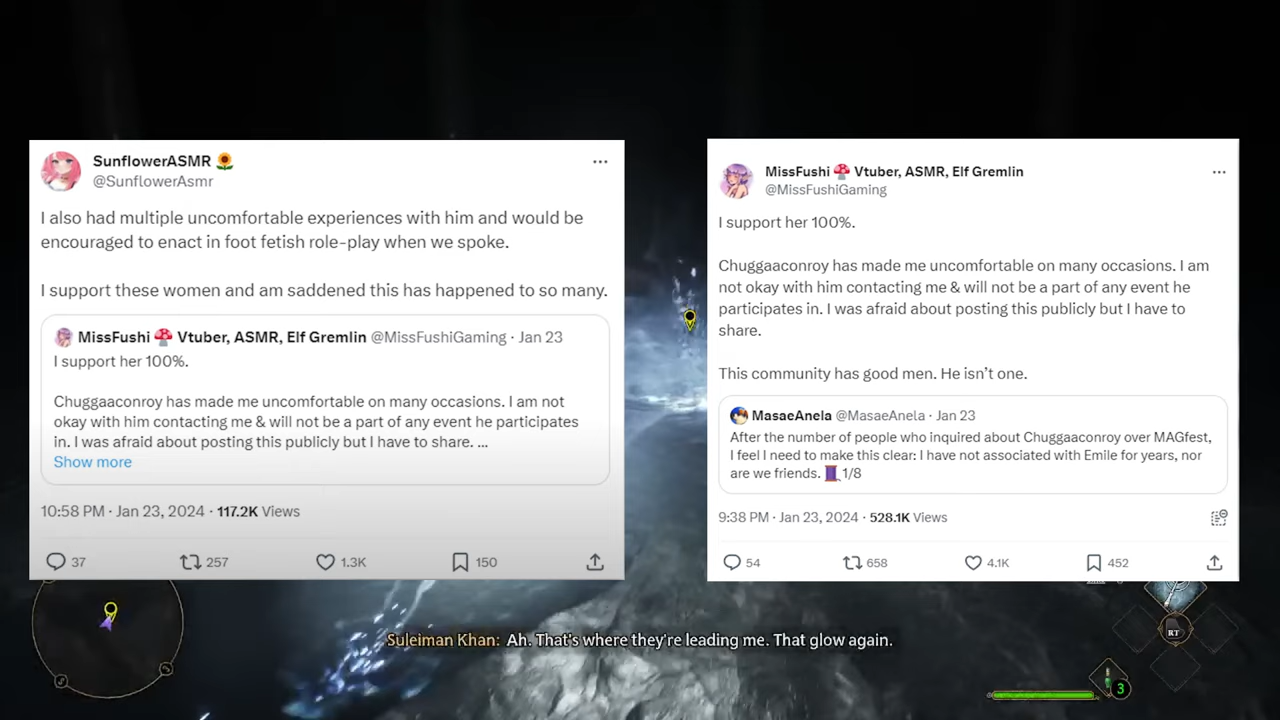 SunflowerASMR 🌻
@SunflowerAsmr
I also had multiple uncomfortable experiences with him and would be
encouraged to enact in foot fetish role-play when we spoke.
I support these women and am saddened this has happened to so many.
MissFushi 🍄 Vtuber, ASMR, Elf Gremlin @MissFushiGaming · Jan 23
I support her 100%.
Chuggaaconroy has made me uncomfortable on many occasions. I am not
okay with him contacting me & will not be a part of any event he participates
in. I was afraid about posting this publicly but I have to share. ...
Show more
10:58 PM · Jan 23, 2024 · 117.2K Views
37 257 1.3K 150
MissFushi 🍄 Vtuber, ASMR, Elf Gremlin
@MissFushiGaming
I support her 100%.
Chuggaaconroy has made me uncomfortable on many occasions. I am
not okay with him contacting me & will not be a part of any event he
participates in. I was afraid about posting this publicly but I have to
share.
This community has good men. He isn't one.
MasaeAnela @MasaeAnela · Jan 23
After the number of people who inquired about Chuggaaconroy over MAGfest,
I feel I need to make this clear: I have not associated with Emile for years, nor
are we friends. 🧵 1/8
9:38 PM · Jan 23, 2024 · 528.1K Views
54 658 4.1K 452
RT
Suleiman Khan: Ah. That's where they're leading me. That glow again.
3